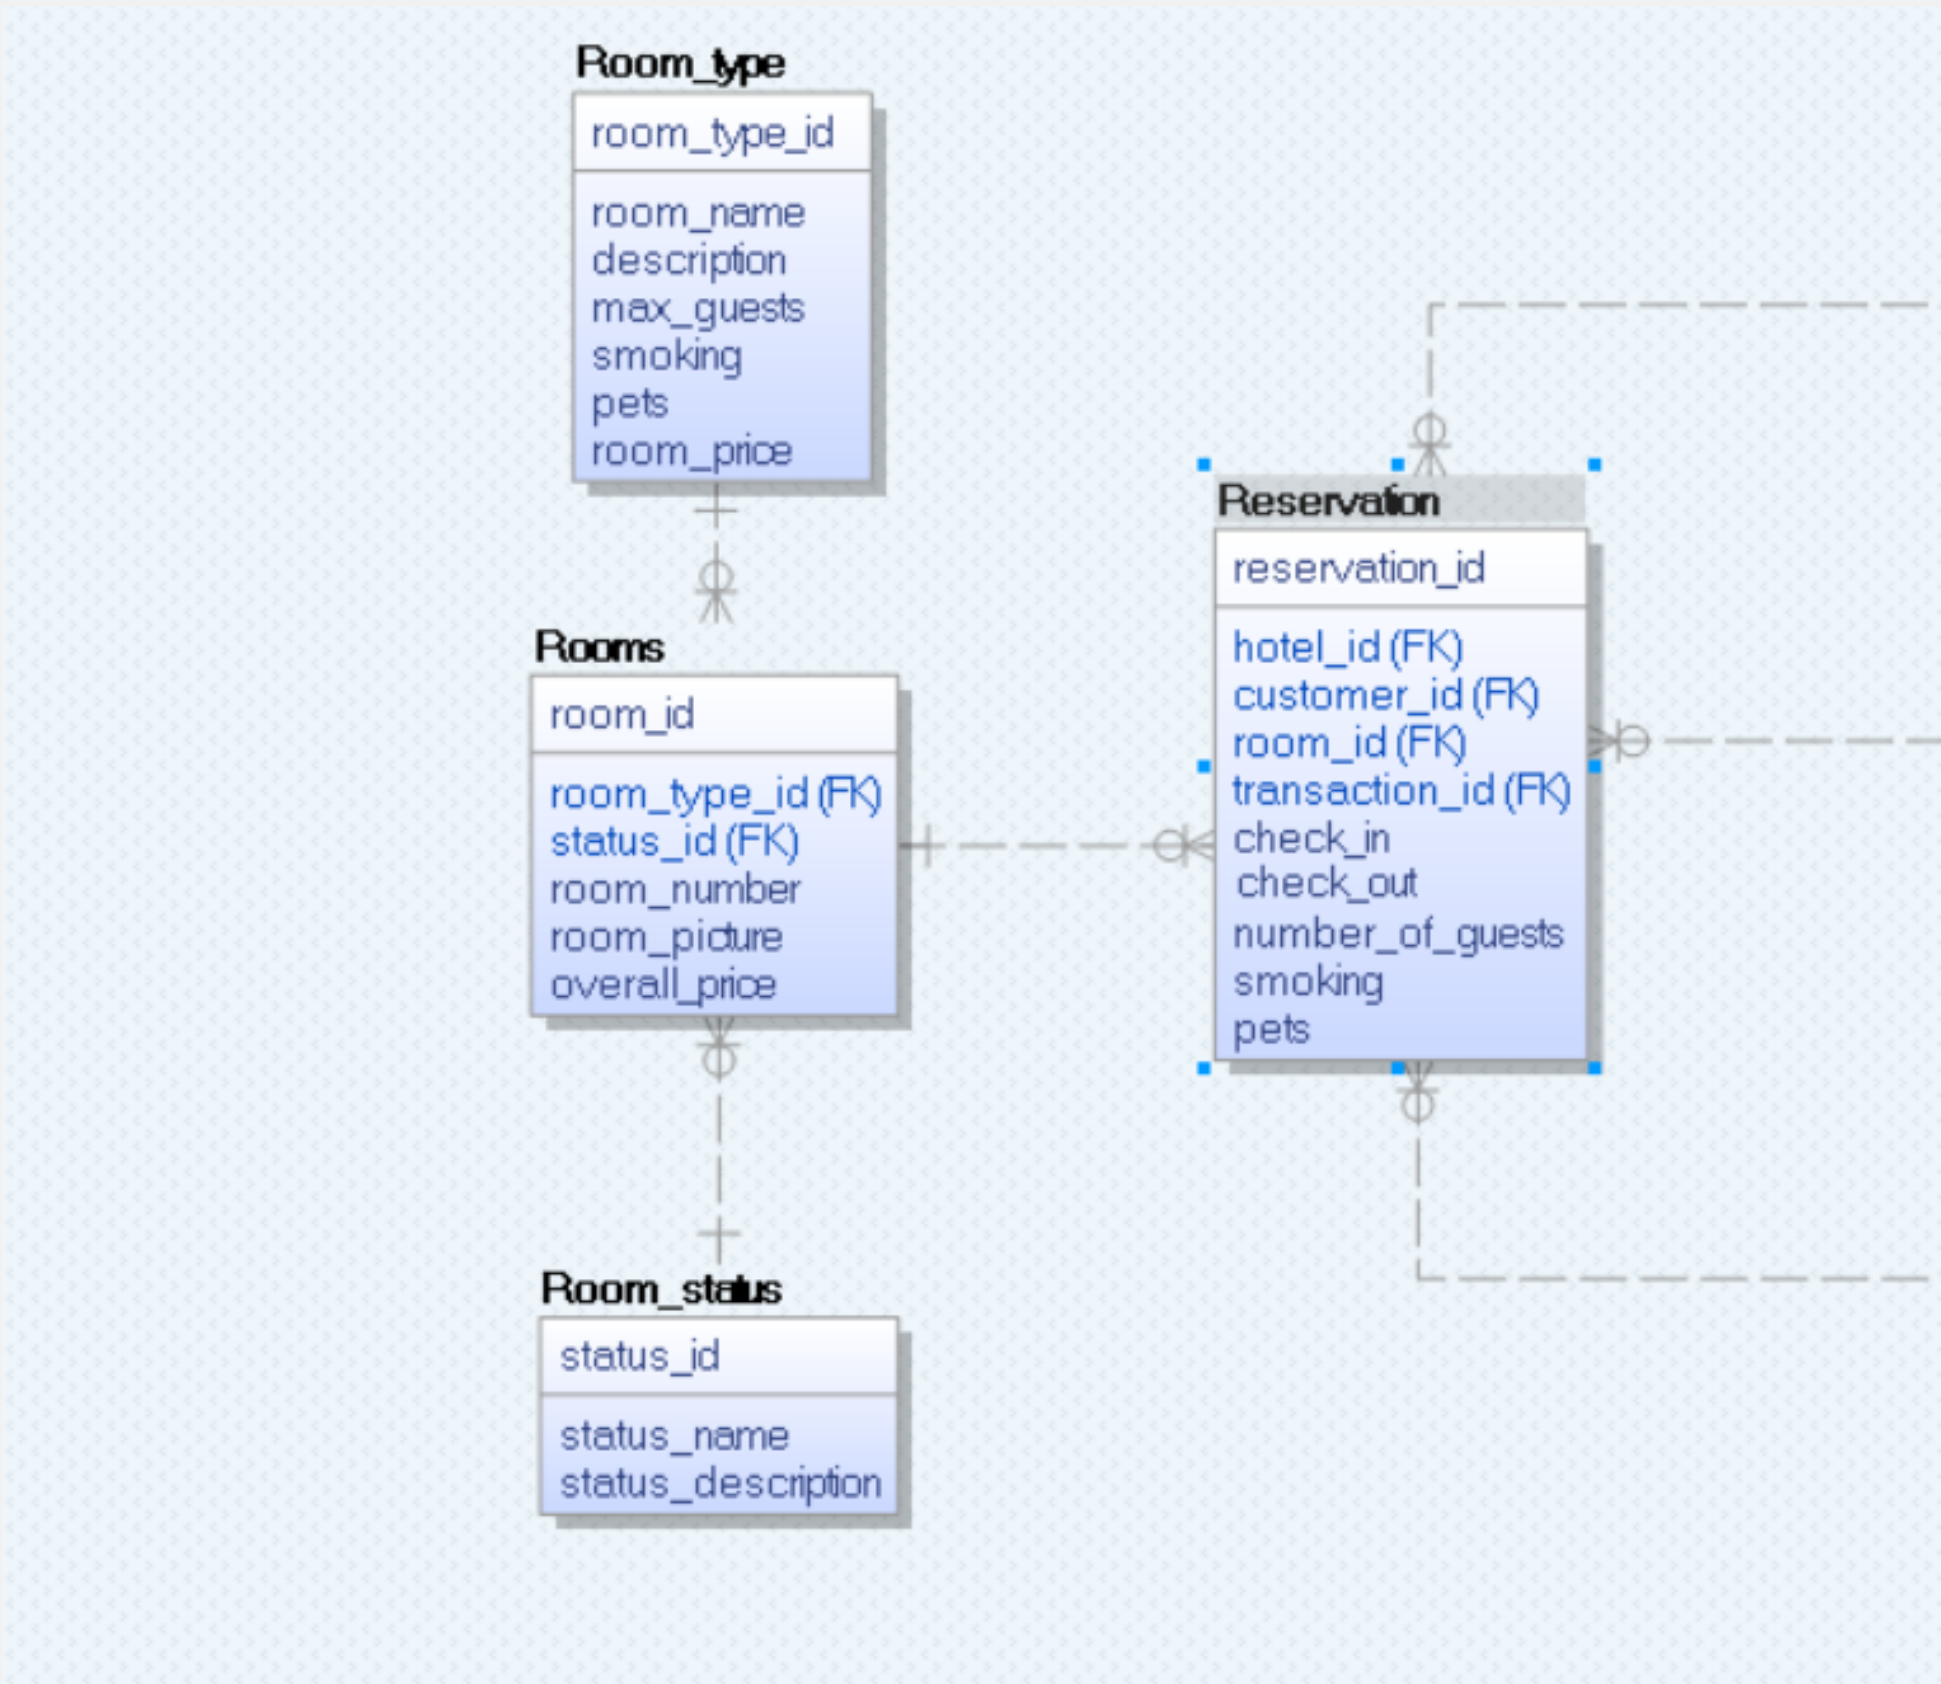 Room_type
room_type_id
room_name
description
max_guests
smoking
pets
room_price
Rooms
room_id
room_type_id (FK)
status_id (FK)
room_number
room_picture
overall_price
Room_status
status_id
status_name
status_description
Reservation
reservation_id
hotel_id (FK)
customer_id (FK)
room_id (FK)
transaction_id (FK)
check_in
check_out
number_of_guests
smoking
pets